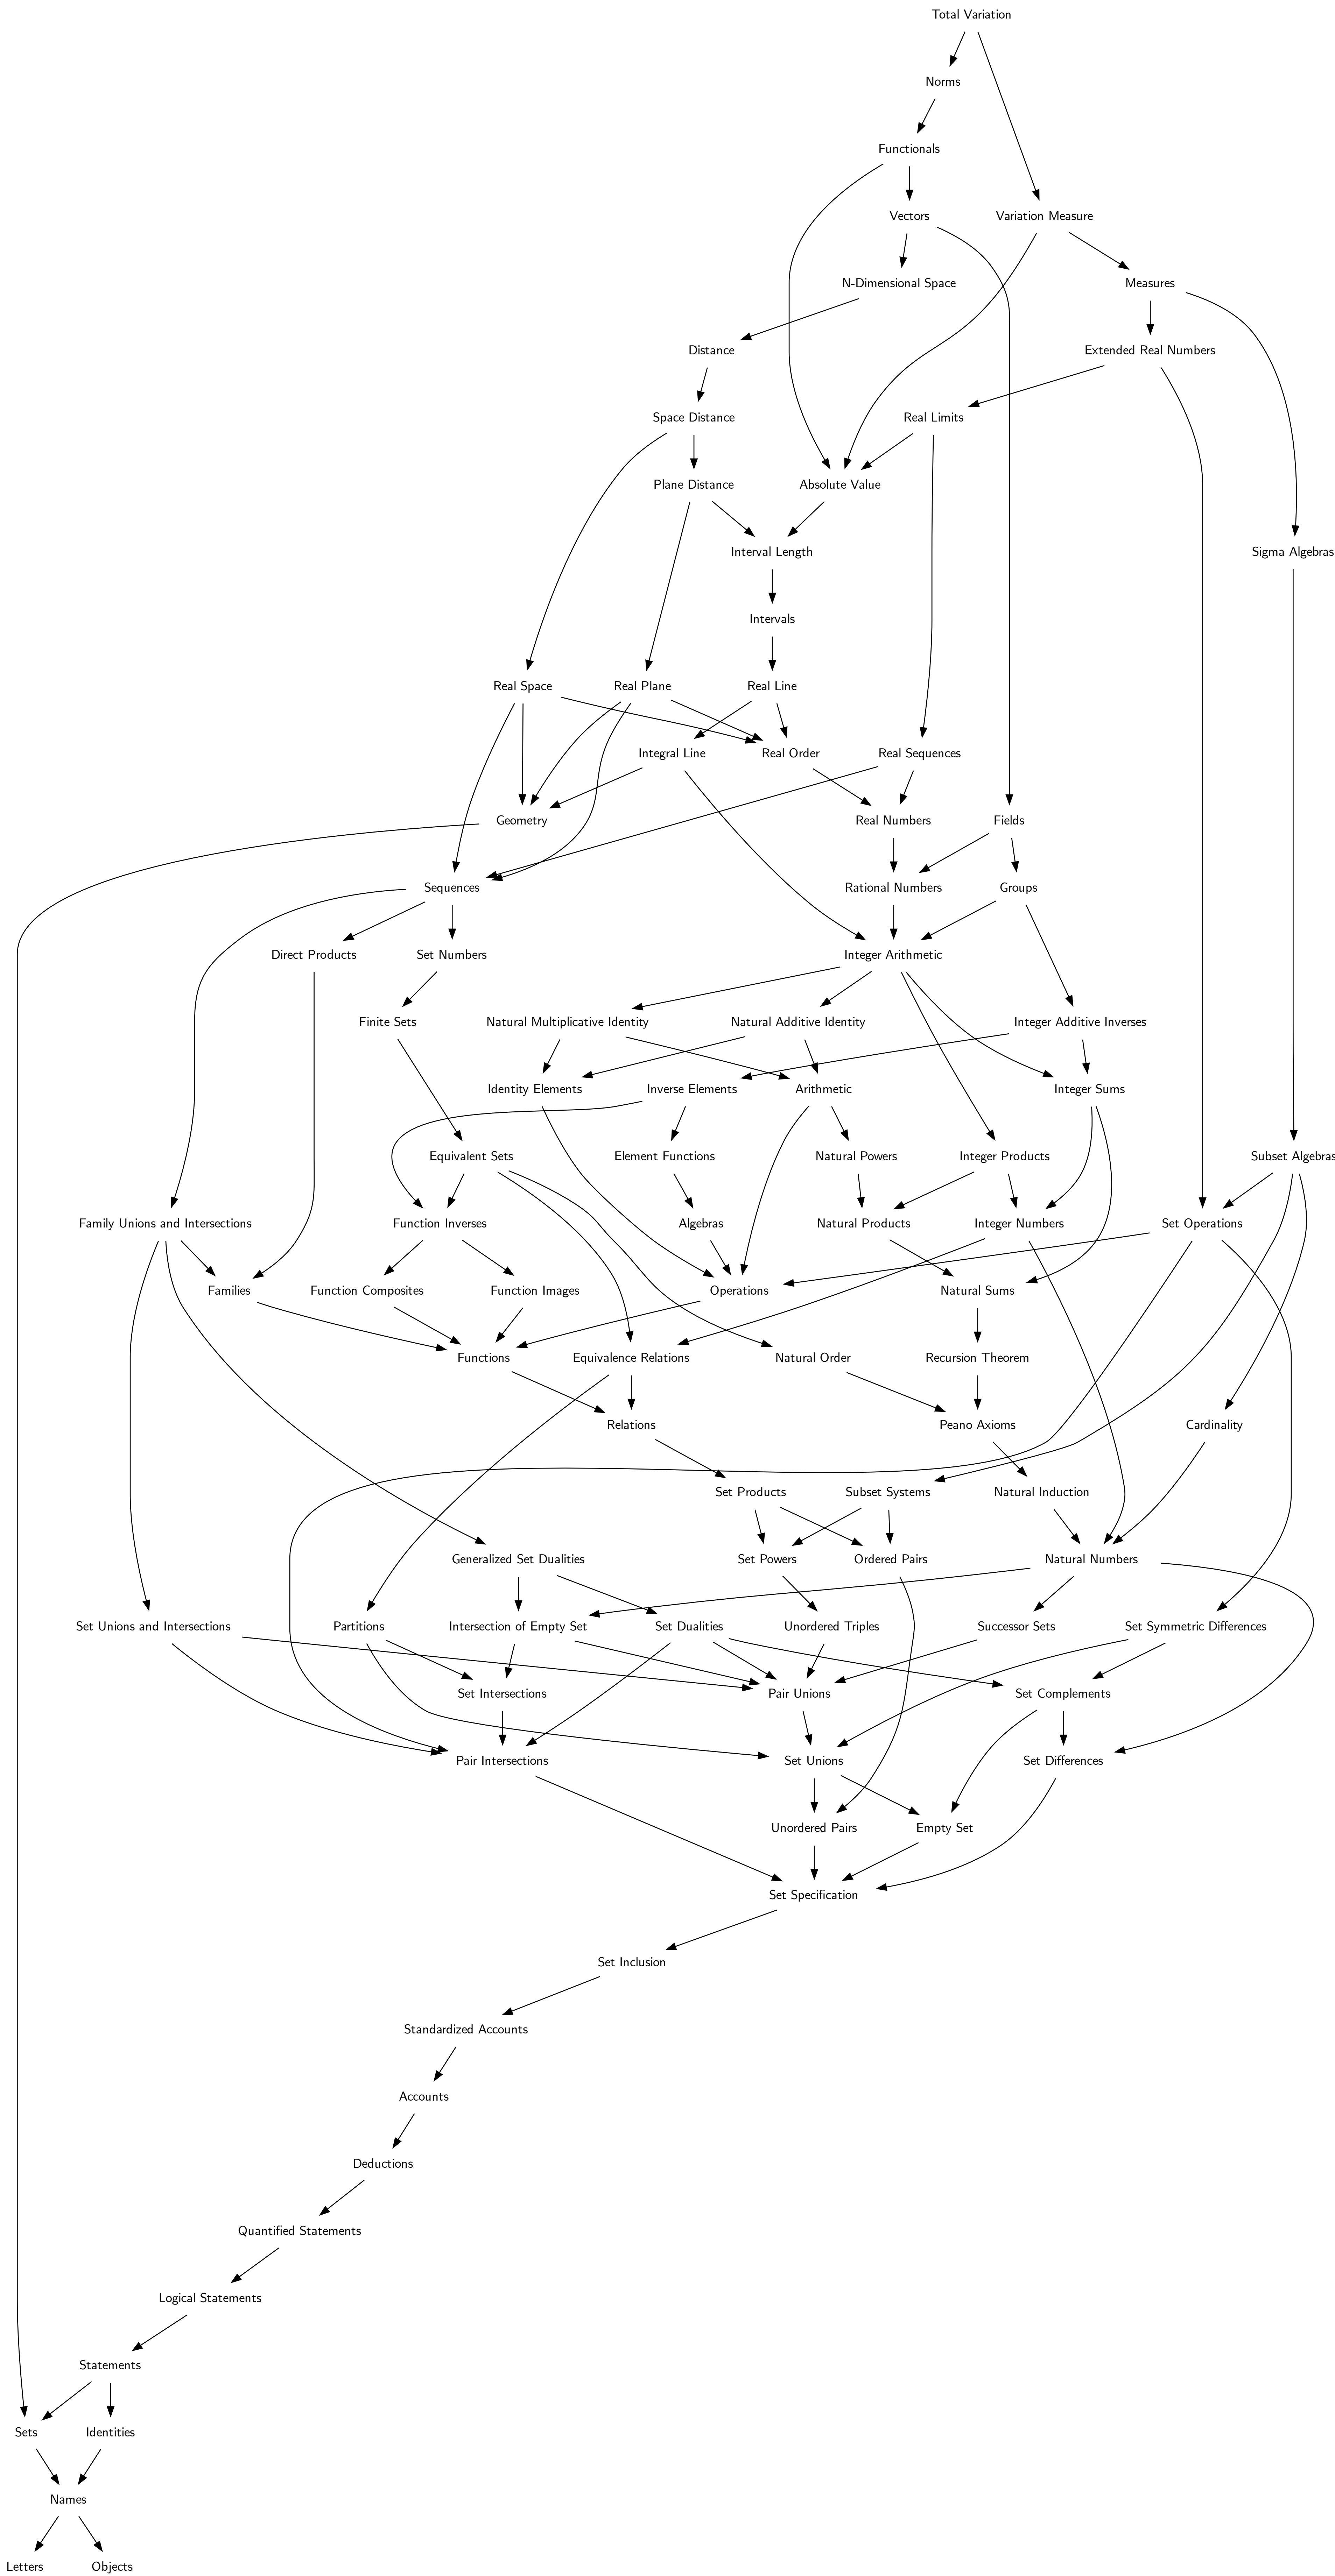 Total Variation
Norms
Functionals
Vectors
Variation Measure
N-Dimensional Space
Measures
Distance
Extended Real Numbers
Space Distance
Real Limits
Plane Distance
Absolute Value
Interval Length
Sigma Algebras
Intervals
Real Space
Real Plane
Real Line
Integral Line
Real Order
Real Sequences
Geometry
Real Numbers
Fields
Sequences
Rational Numbers
Groups
Direct Products
Set Numbers
Integer Arithmetic
Finite Sets
Natural Multiplicative Identity
Natural Additive Identity
Integer Additive Inverses
Identity Elements
Inverse Elements
Arithmetic
Integer Sums
Equivalent Sets
Element Functions
Natural Powers
Integer Products
Subset Algebras
Family Unions and Intersections
Function Inverses
Algebras
Natural Products
Integer Numbers
Set Operations
Families
Function Composites
Function Images
Operations
Natural Sums
Functions
Equivalence Relations
Natural Order
Recursion Theorem
Relations
Peano Axioms
Cardinality
Set Products
Subset Systems
Natural Induction
Generalized Set Dualities
Set Powers
Ordered Pairs
Natural Numbers
Set Unions and Intersections
Partitions
Intersection of Empty Set
Set Dualities
Unordered Triples
Successor Sets
Set Symmetric Differences
Set Intersections
Pair Unions
Set Complements
Pair Intersections
Set Unions
Set Differences
Unordered Pairs
Empty Set
Set Specification
Set Inclusion
Standardized Accounts
Accounts
Deductions
Quantified Statements
Logical Statements
Statements
Sets
Identities
Names
Letters
Objects